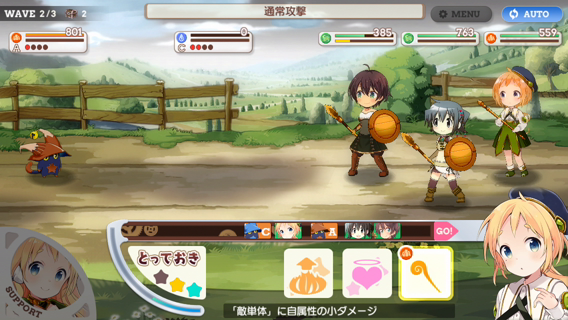 WAVE 2/3 2
通常攻撃
MENU
AUTO
801
A
0
C
385
763
559
C
A
GO!
とっておき
SUPPORT
「敵単体」に自属性の小ダメージ